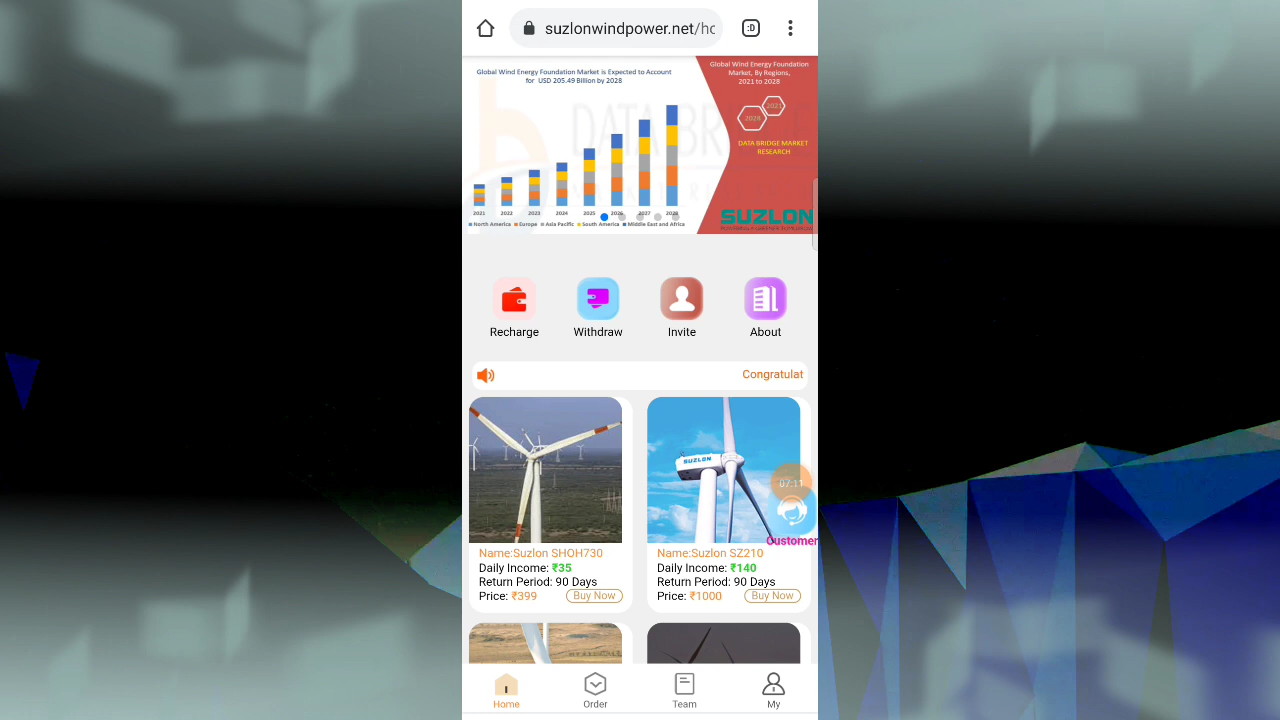 suzlonwindpower.net/hc
:D
Global Wind Energy Foundation Market is Expected to Account
for USD 205.49 Billion by 2028
Global Wind Energy Foundation
Market, By Regions,
2021 to 2028
2021
2028
DATA BRIDGE MARKET
RESEARCH
DATA BR
2021 2022 2023 2024 2025 2026 2027 2028
North America Europe Asia Pacific South America Middle East and Africa
SUZLON
POWERING A GREENER TOMORROW
Recharge Withdraw Invite About
Congratulat
SUZLON
07:11
Customer
Name:Suzlon SHOH730
Daily Income: ₹35
Return Period: 90 Days
Price: ₹399 Buy Now
Name:Suzlon SZ210
Daily Income: ₹140
Return Period: 90 Days
Price: ₹1000 Buy Now
Home Order Team My